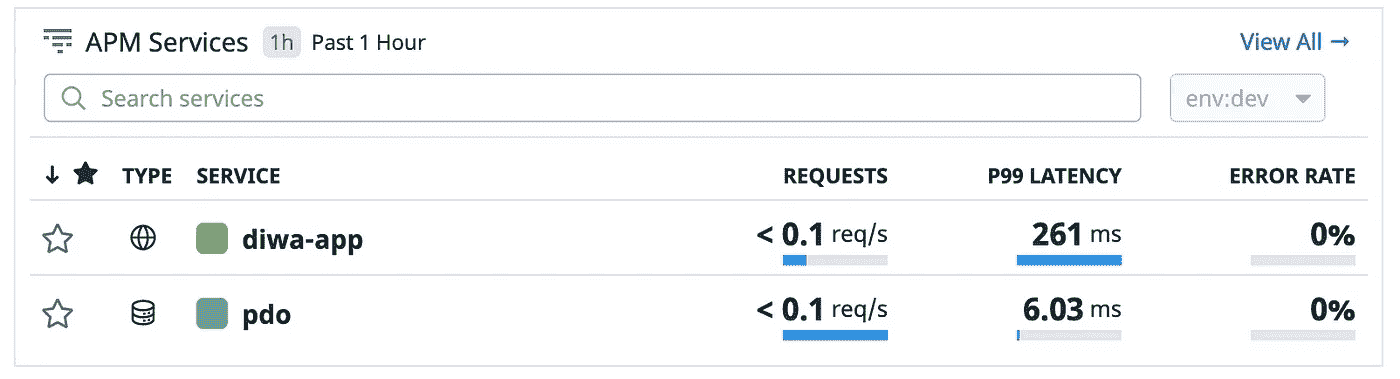 APM Services 1h Past 1 Hour View All →
Search services env:dev
↓ ★ TYPE SERVICE REQUESTS P99 LATENCY ERROR RATE
diwa-app < 0.1 req/s 261 ms 0%
pdo < 0.1 req/s 6.03 ms 0%